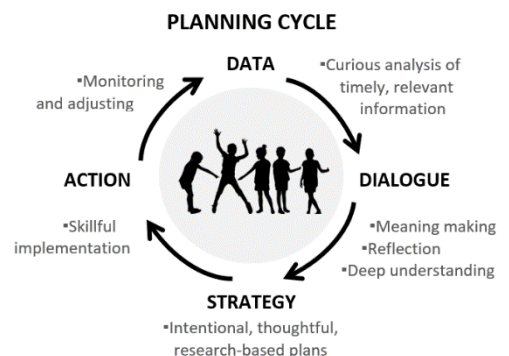 PLANNING CYCLE
DATA
▪Curious analysis of
timely, relevant
information
DIALOGUE
▪Meaning making
▪Reflection
▪Deep understanding
STRATEGY
▪Intentional, thoughtful,
research-based plans
ACTION
▪Skillful
implementation
▪Monitoring
and adjusting